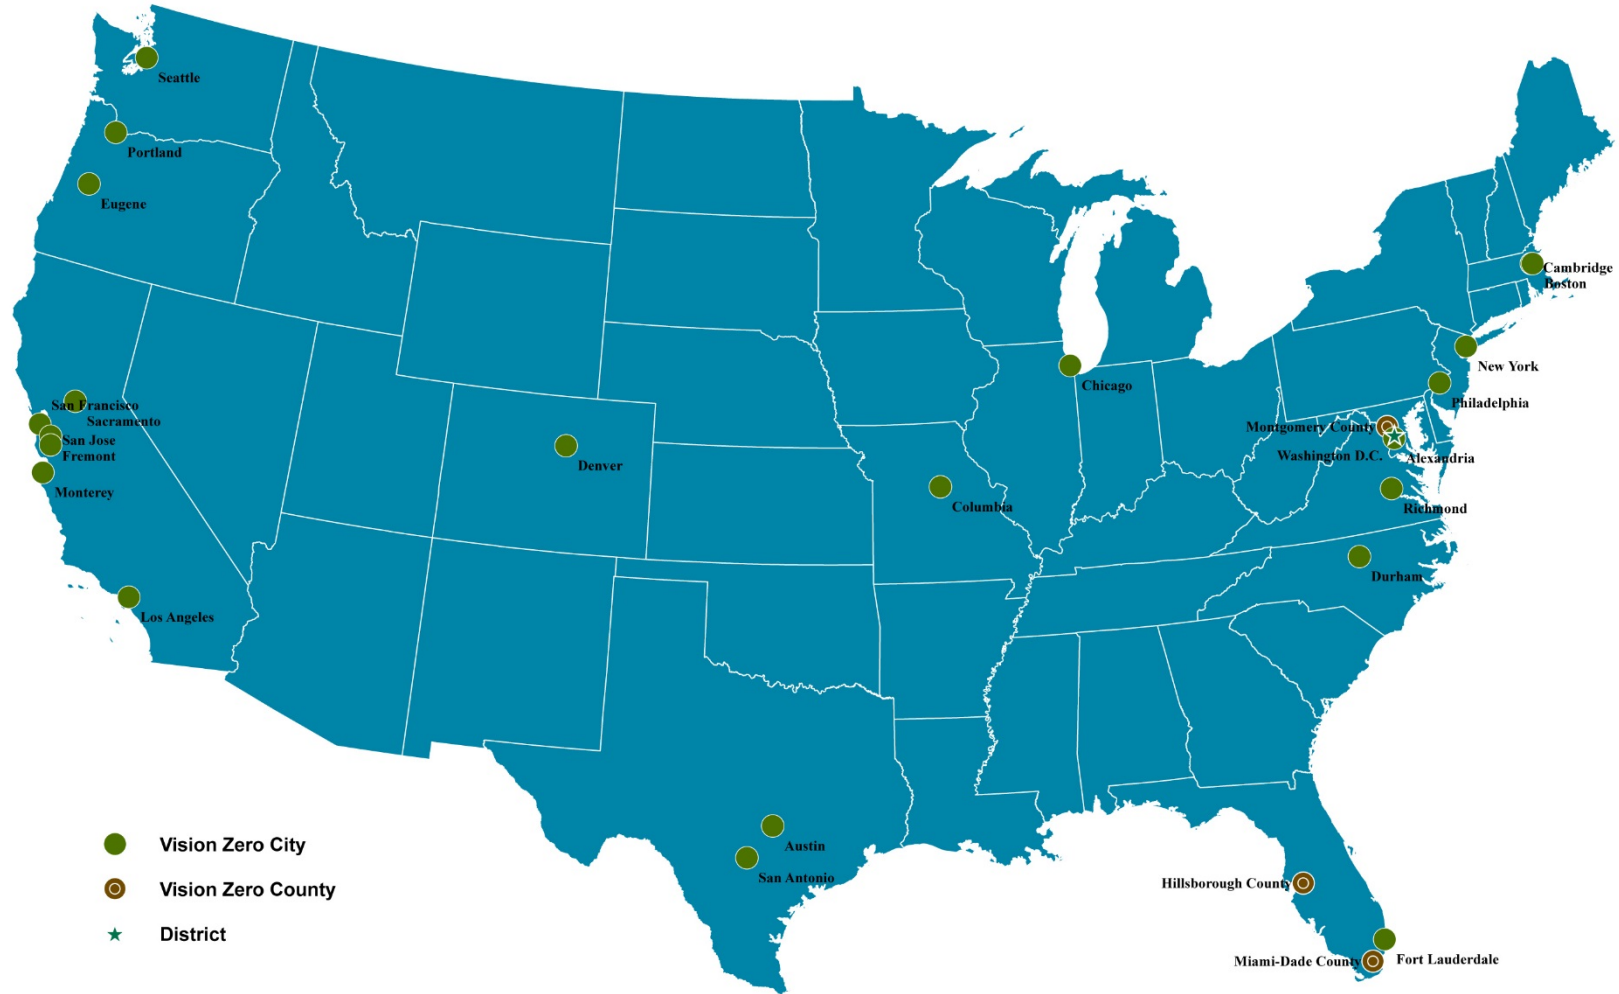 Seattle
Portland
Eugene
Cambridge
Boston
New York
Chicago
Philadelphia
San Francisco
Sacramento
Montgomery County
San Jose
Fremont
Denver
Washington D.C.
Alexandria
Monterey
Columbia
Richmond
Durham
Los Angeles
Austin
San Antonio
Hillsborough County
Miami-Dade County
Fort Lauderdale
Vision Zero City
Vision Zero County
District